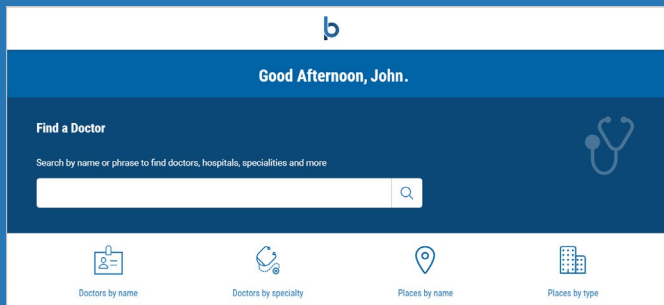 b
Good Afternoon, John.
Find a Doctor
Search by name or phrase to find doctors, hospitals, specialities and more
Doctors by name
Doctors by specialty
Places by name
Places by type